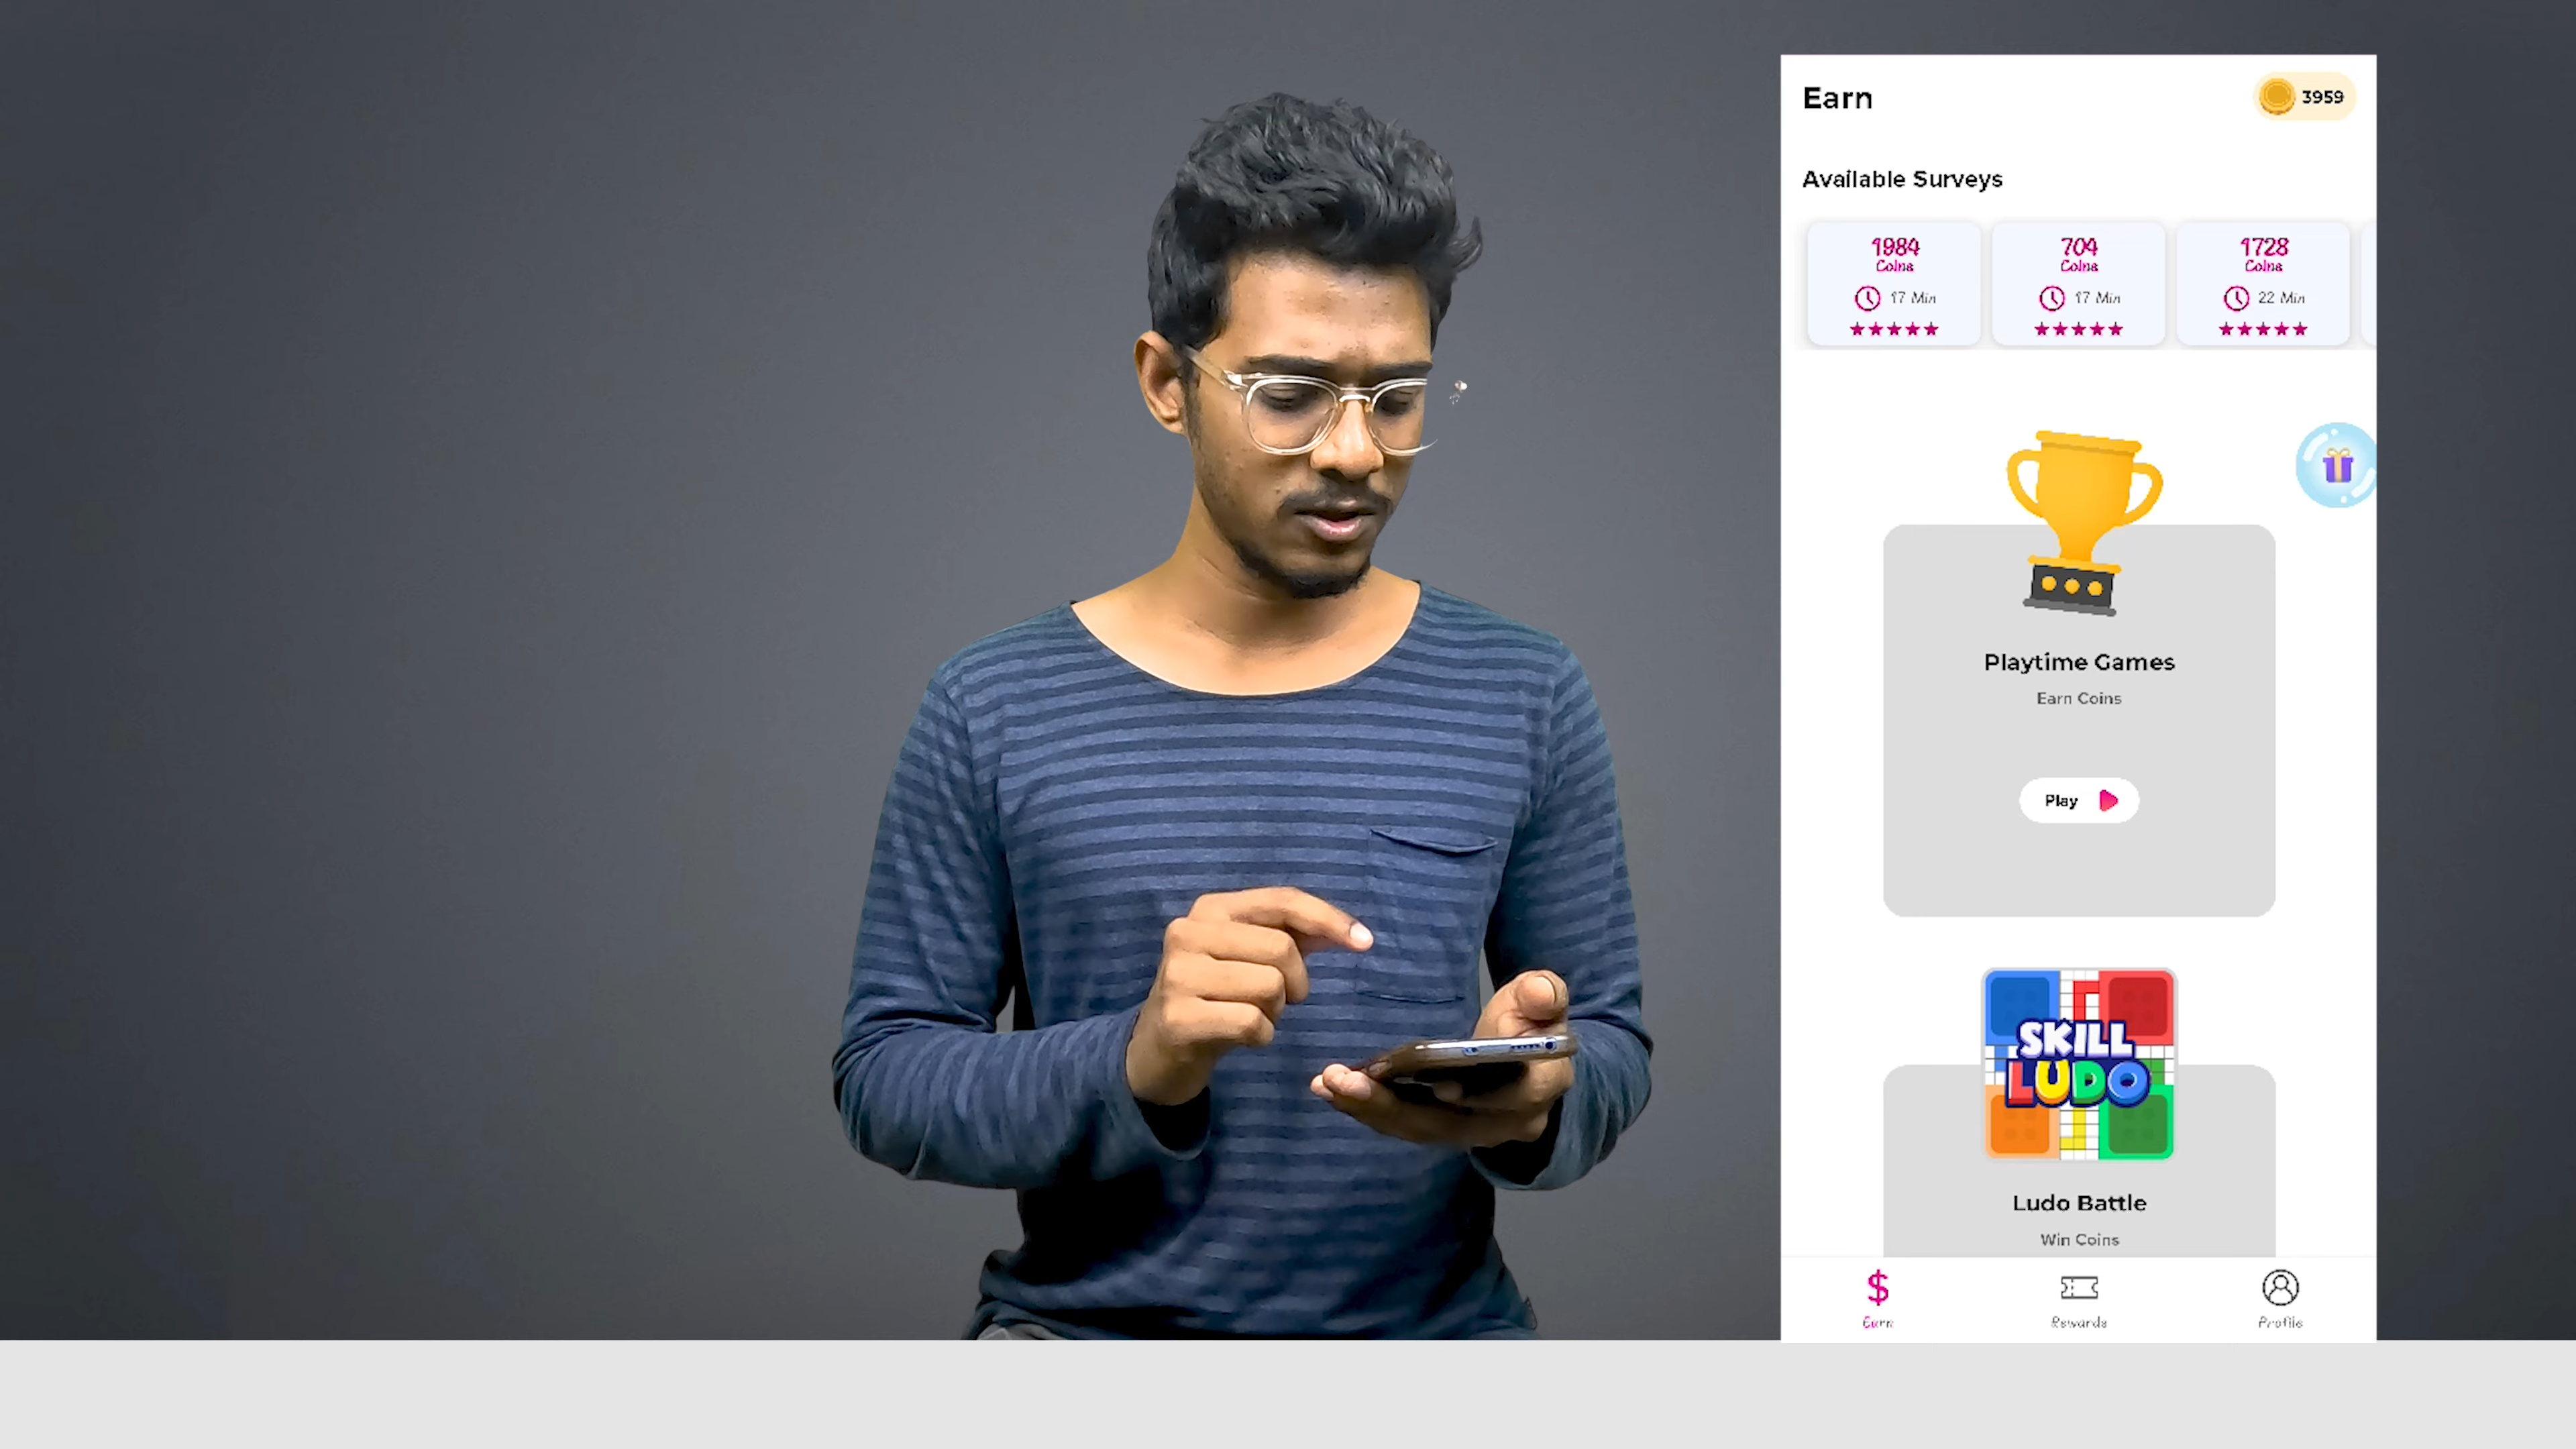 Earn
3959
Available Surveys
1984
Coins
17 Min
704
Coins
17 Min
1728
Coins
22 Min
Playtime Games
Earn Coins
Play
SKILL
LUDO
Ludo Battle
Win Coins
Earn
Rewards
Profile